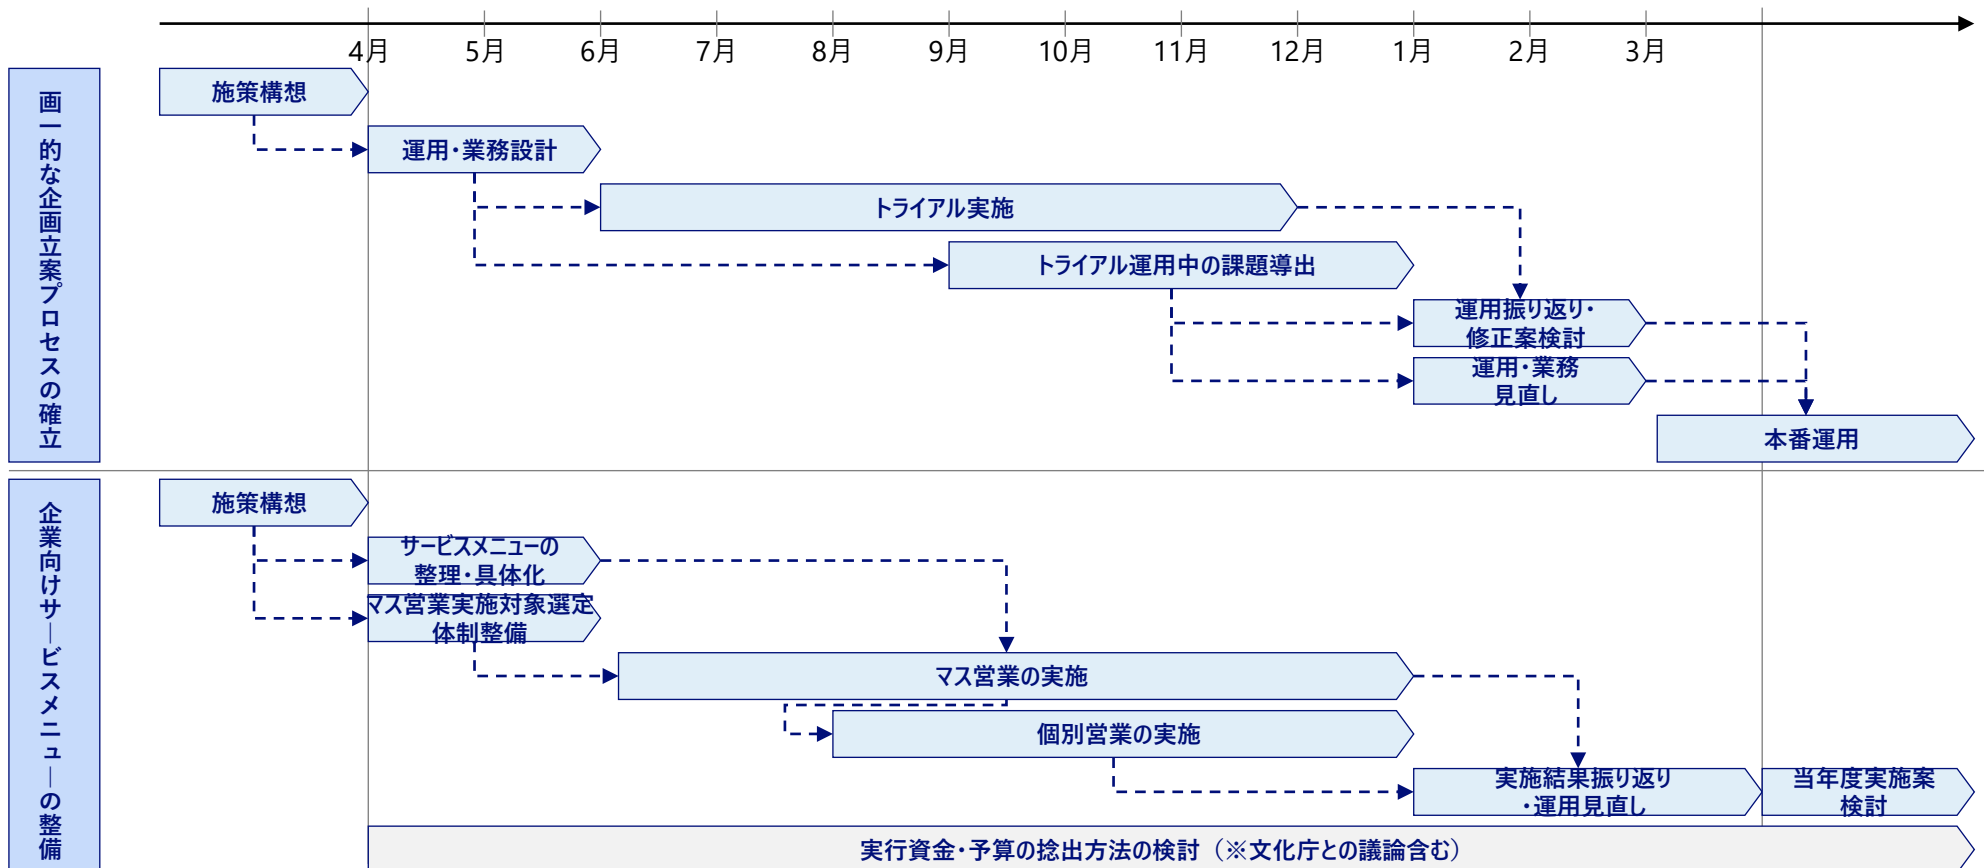 4月 5月 6月 7月 8月 9月 10月 11月 12月 1月 2月 3月
画一的な企画立案プロセスの確立
施策構想
運用・業務設計
トライアル実施
トライアル運用中の課題導出
運用振り返り・
修正案検討
運用・業務
見直し
本番運用
企業向けサービスメニューの整備
施策構想
サービスメニューの
整理・具体化
マス営業実施対象選定
体制整備
マス営業の実施
個別営業の実施
実施結果振り返り
・運用見直し
当年度実施案
検討
実行資金・予算の捻出方法の検討（※文化庁との議論含む）